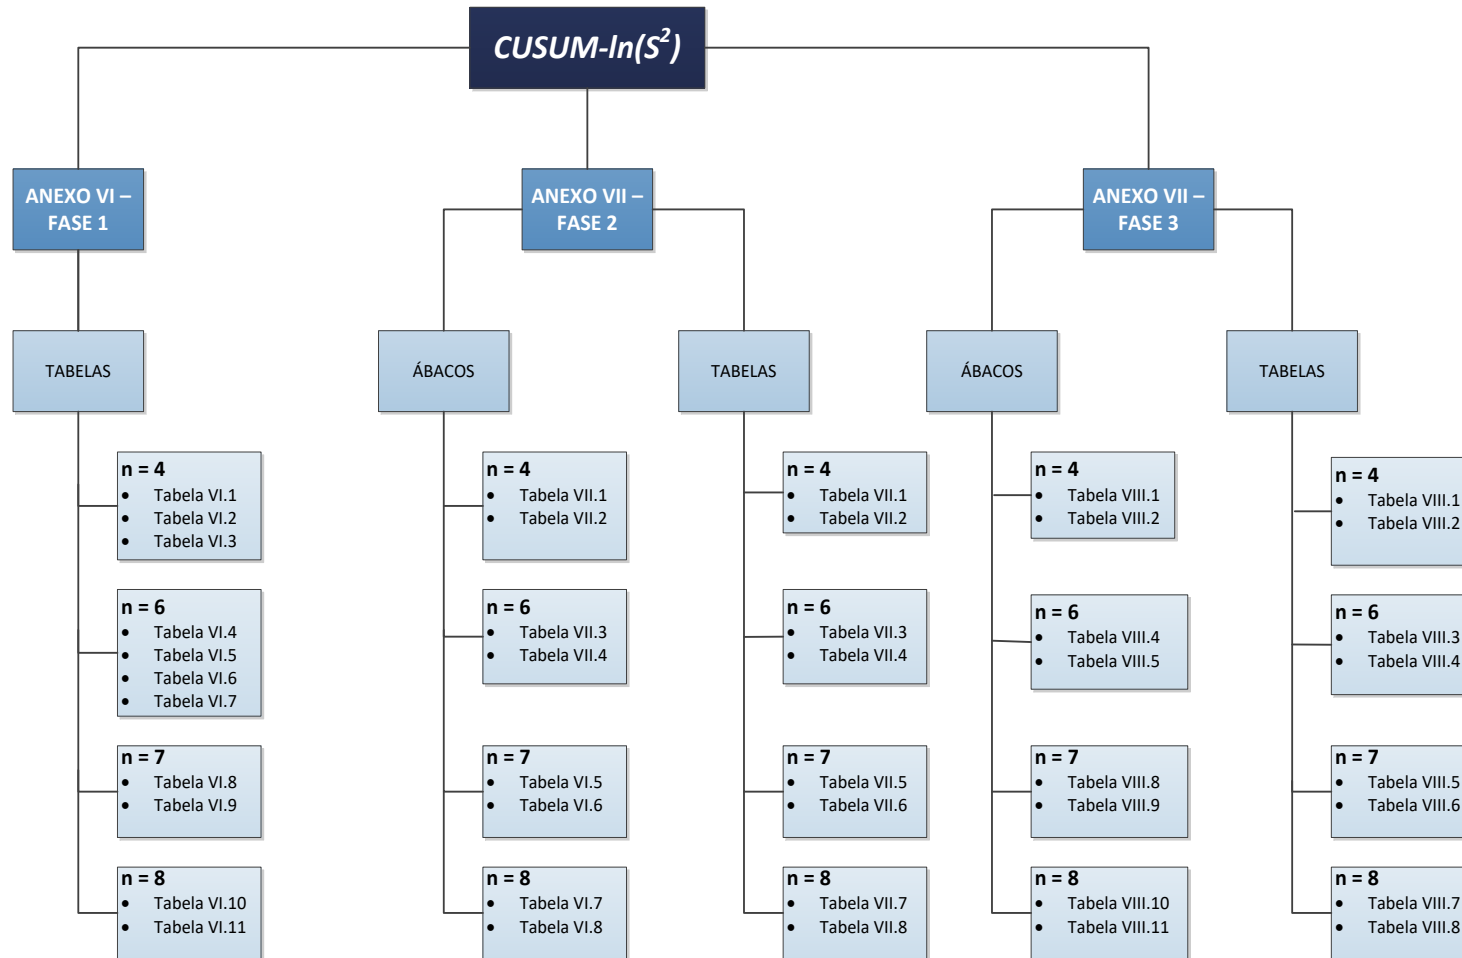 CUSUM-ln(S²)
ANEXO VI –
FASE 1
ANEXO VII –
FASE 2
ANEXO VII –
FASE 3
TABELAS
ÁBACOS
TABELAS
ÁBACOS
TABELAS
n = 4
• Tabela VI.1
• Tabela VI.2
• Tabela VI.3
n = 6
• Tabela VI.4
• Tabela VI.5
• Tabela VI.6
• Tabela VI.7
n = 7
• Tabela VI.8
• Tabela VI.9
n = 8
• Tabela VI.10
• Tabela VI.11
n = 4
• Tabela VII.1
• Tabela VII.2
n = 6
• Tabela VII.3
• Tabela VII.4
n = 7
• Tabela VI.5
• Tabela VI.6
n = 8
• Tabela VI.7
• Tabela VI.8
n = 4
• Tabela VII.1
• Tabela VII.2
n = 6
• Tabela VII.3
• Tabela VII.4
n = 7
• Tabela VII.5
• Tabela VII.6
n = 8
• Tabela VII.7
• Tabela VII.8
n = 4
• Tabela VIII.1
• Tabela VIII.2
n = 6
• Tabela VIII.4
• Tabela VIII.5
n = 7
• Tabela VIII.8
• Tabela VIII.9
n = 8
• Tabela VIII.10
• Tabela VIII.11
n = 4
• Tabela VIII.1
• Tabela VIII.2
n = 6
• Tabela VIII.3
• Tabela VIII.4
n = 7
• Tabela VIII.5
• Tabela VIII.6
n = 8
• Tabela VIII.7
• Tabela VIII.8